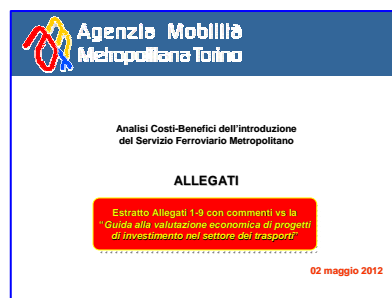 Agenzia Mobilità
Metropolitana Torino
Analisi Costi-Benefici dell'introduzione
del Servizio Ferroviario Metropolitano
ALLEGATI
Estratto Allegati 1-9 con commenti vs la
"Guida alla valutazione economica di progetti
di investimento nel settore dei trasporti"
02 maggio 2012